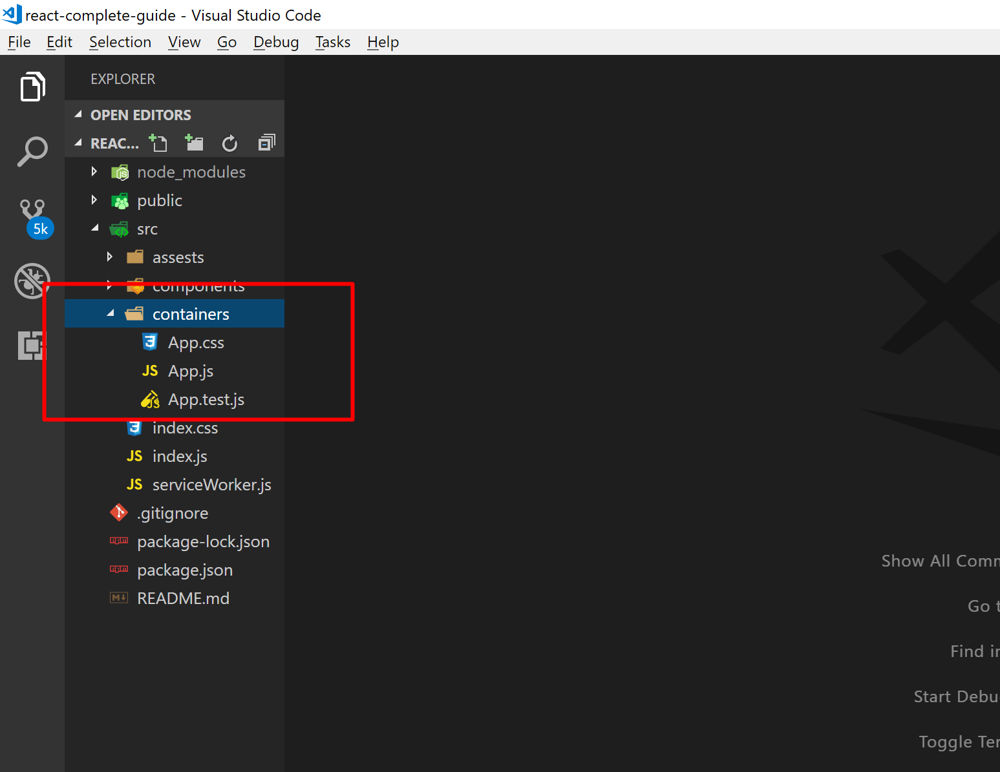 react-complete-guide - Visual Studio Code
File Edit Selection View Go Debug Tasks Help
EXPLORER
OPEN EDITORS
REAC...
node_modules
public
src
5k
assests
components
containers
App.css
JS App.js
App.test.js
index.css
JS index.js
JS serviceWorker.js
.gitignore
package-lock.json
package.json
README.md
Show All Comm
Go t
Find in
Start Debu
Toggle Ter